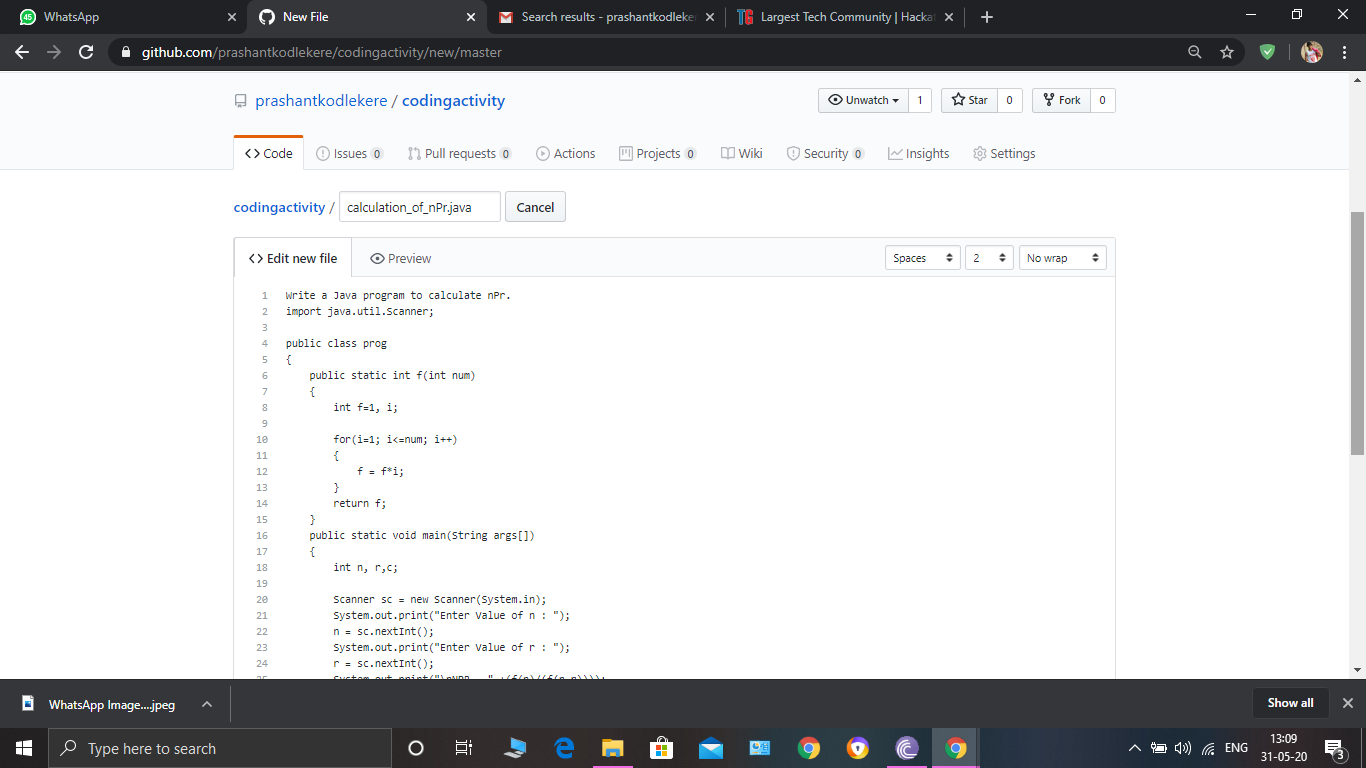 WhatsApp
New File
Search results - prashantkodleker
Largest Tech Community | Hacka
github.com/prashantkodlekere/codingactivity/new/master
prashantkodlekere / codingactivity
Unwatch 1
Star 0
Fork 0
Code
Issues 0
Pull requests 0
Actions
Projects 0
Wiki
Security 0
Insights
Settings
codingactivity / calculation_of_nPr.java Cancel
Edit new file
Preview
Spaces
2
No wrap
1 Write a Java program to calculate nPr.
2 import java.util.Scanner;
3
4 public class prog
5 {
6 public static int f(int num)
7 {
8 int f=1, i;
9
10 for(i=1; i<=num; i++)
11 {
12 f = f*i;
13 }
14 return f;
15 }
16 public static void main(String args[])
17 {
18 int n, r,c;
19
20 Scanner sc = new Scanner(System.in);
21 System.out.print("Enter Value of n : ");
22 n = sc.nextInt();
23 System.out.print("Enter Value of r : ");
24 r = sc.nextInt();
WhatsApp Image....jpeg
Show all
Type here to search
ENG
13:09
31-05-20
3